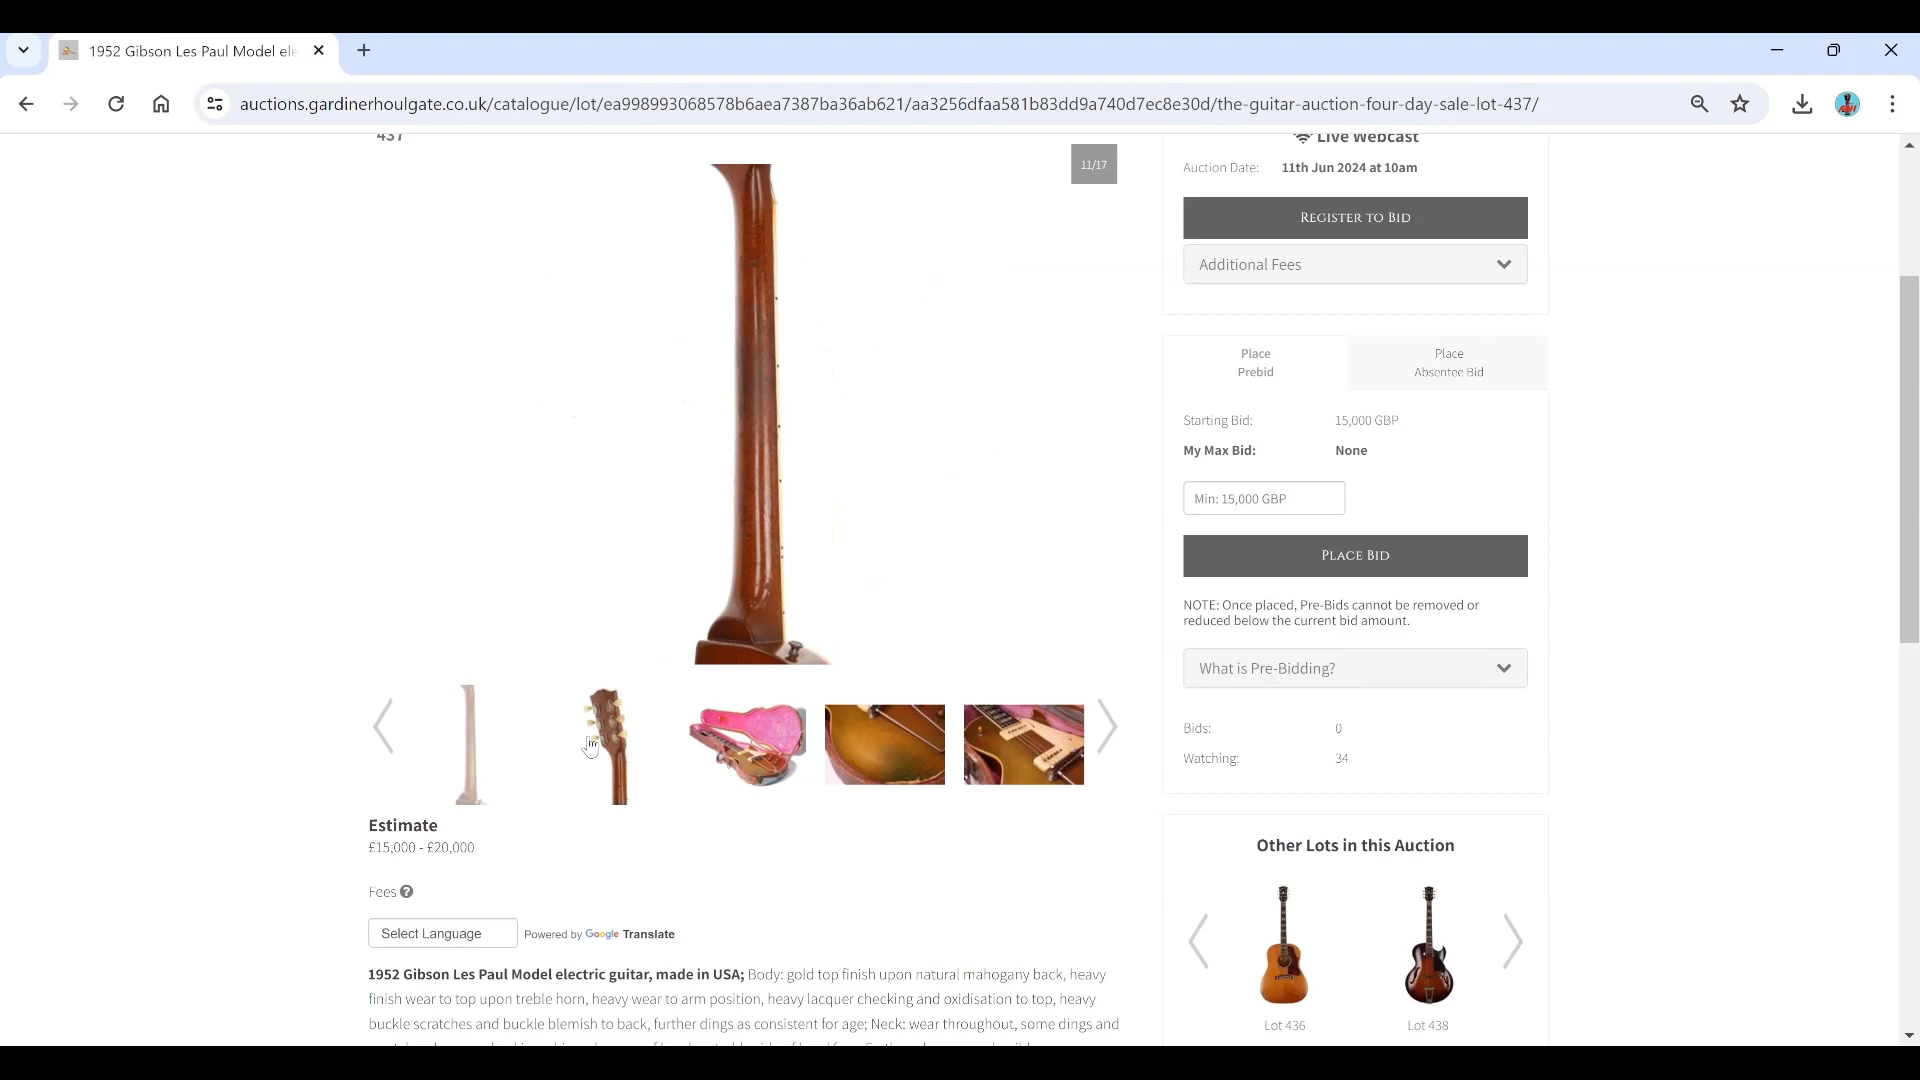 1952 Gibson Les Paul Model ele
auctions.gardinerhoulgate.co.uk/catalogue/lot/ea998993068578b6aea7387ba36ab621/aa3256dfaa581b83dd9a740d7ec8e30d/the-guitar-auction-four-day-sale-lot-437/
437
11/17
Live Webcast
Auction Date: 11th Jun 2024 at 10am
Register to Bid
Additional Fees
Place
Prebid
Place
Absentee Bid
Starting Bid: 15,000 GBP
My Max Bid: None
Min: 15,000 GBP
Place Bid
NOTE: Once placed, Pre-Bids cannot be removed or
reduced below the current bid amount.
What is Pre-Bidding?
Bids: 0
Watching: 34
Estimate
£15,000 - £20,000
Fees ?
Select Language Powered by Google Translate
1952 Gibson Les Paul Model electric guitar, made in USA; Body: gold top finish upon natural mahogany back, heavy
finish wear to top upon treble horn, heavy wear to arm position, heavy lacquer checking and oxidisation to top, heavy
buckle scratches and buckle blemish to back, further dings as consistent for age; Neck: wear throughout, some dings and
Other Lots in this Auction
Lot 436
Lot 438